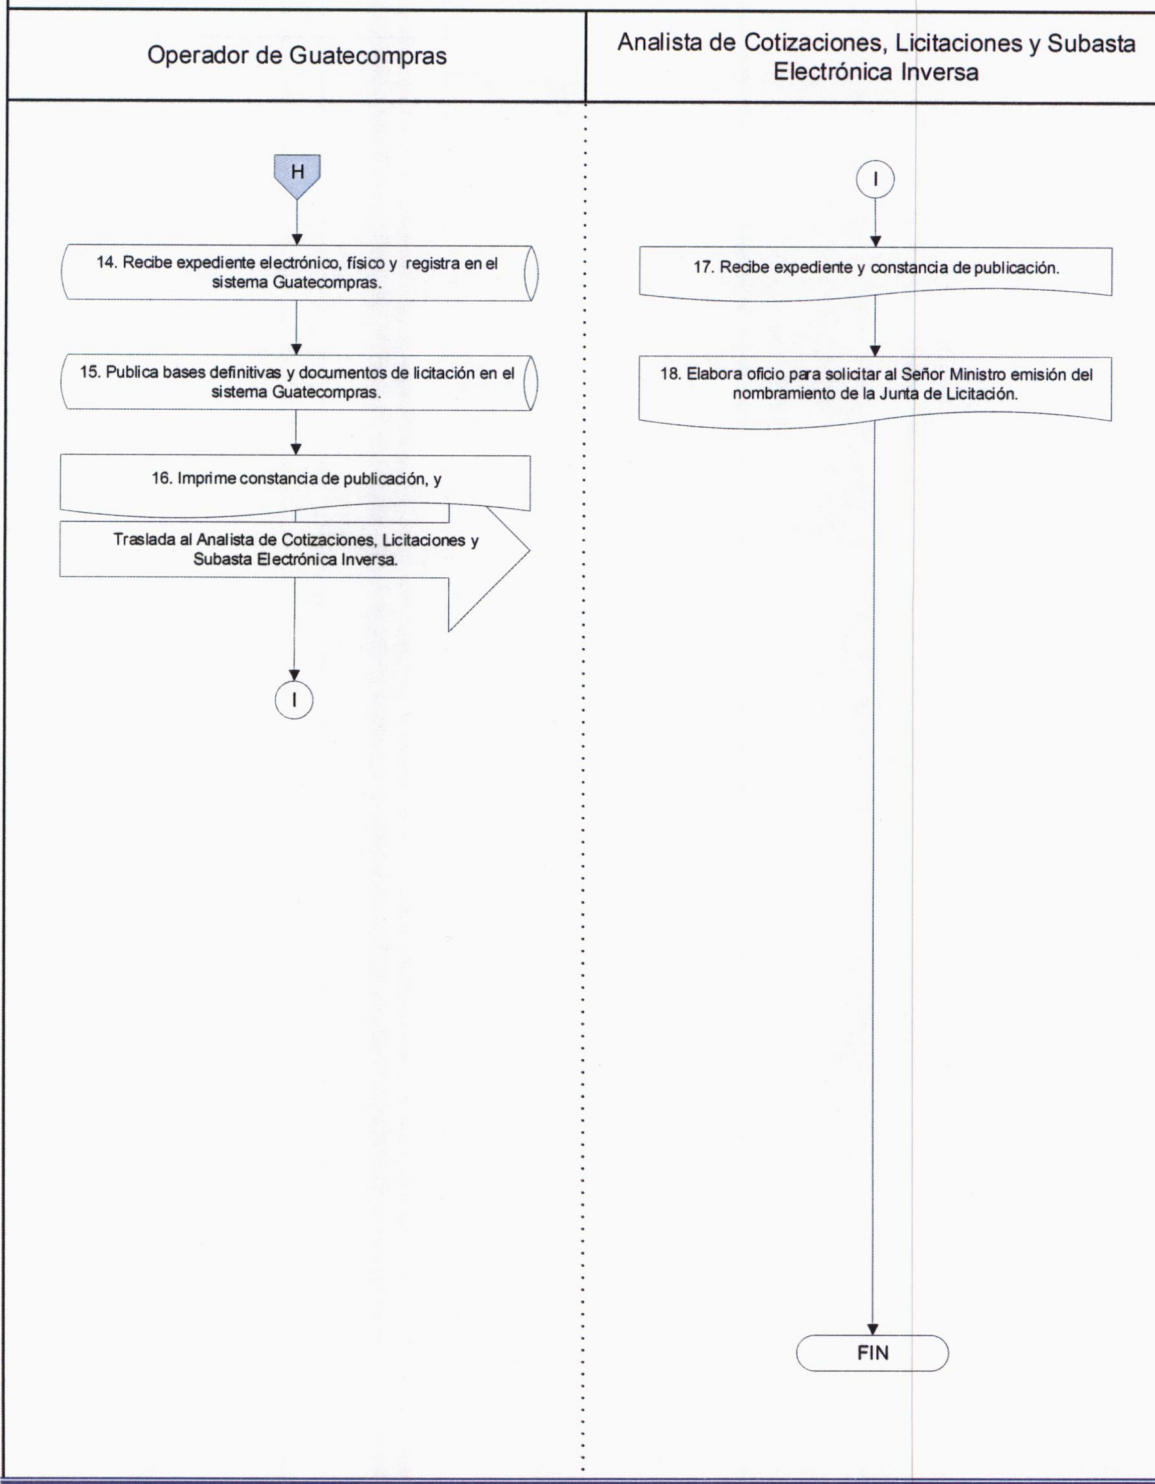 Operador de Guatecompras
Analista de Cotizaciones, Licitaciones y Subasta
Electrónica Inversa
H
14. Recibe expediente electrónico, físico y registra en el
sistema Guatecompras.
15. Publica bases definitivas y documentos de licitación en el
sistema Guatecompras.
16. Imprime constancia de publicación, y
Traslada al Analista de Cotizaciones, Licitaciones y
Subasta Electrónica Inversa.
I
I
17. Recibe expediente y constancia de publicación.
18. Elabora oficio para solicitar al Señor Ministro emisión del
nombramiento de la Junta de Licitación.
FIN